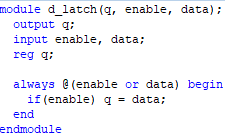 module d_latch(q, enable, data);
  output q;
  input enable, data;
  reg q;

  always @(enable or data) begin
    if(enable) q = data;
  end
endmodule